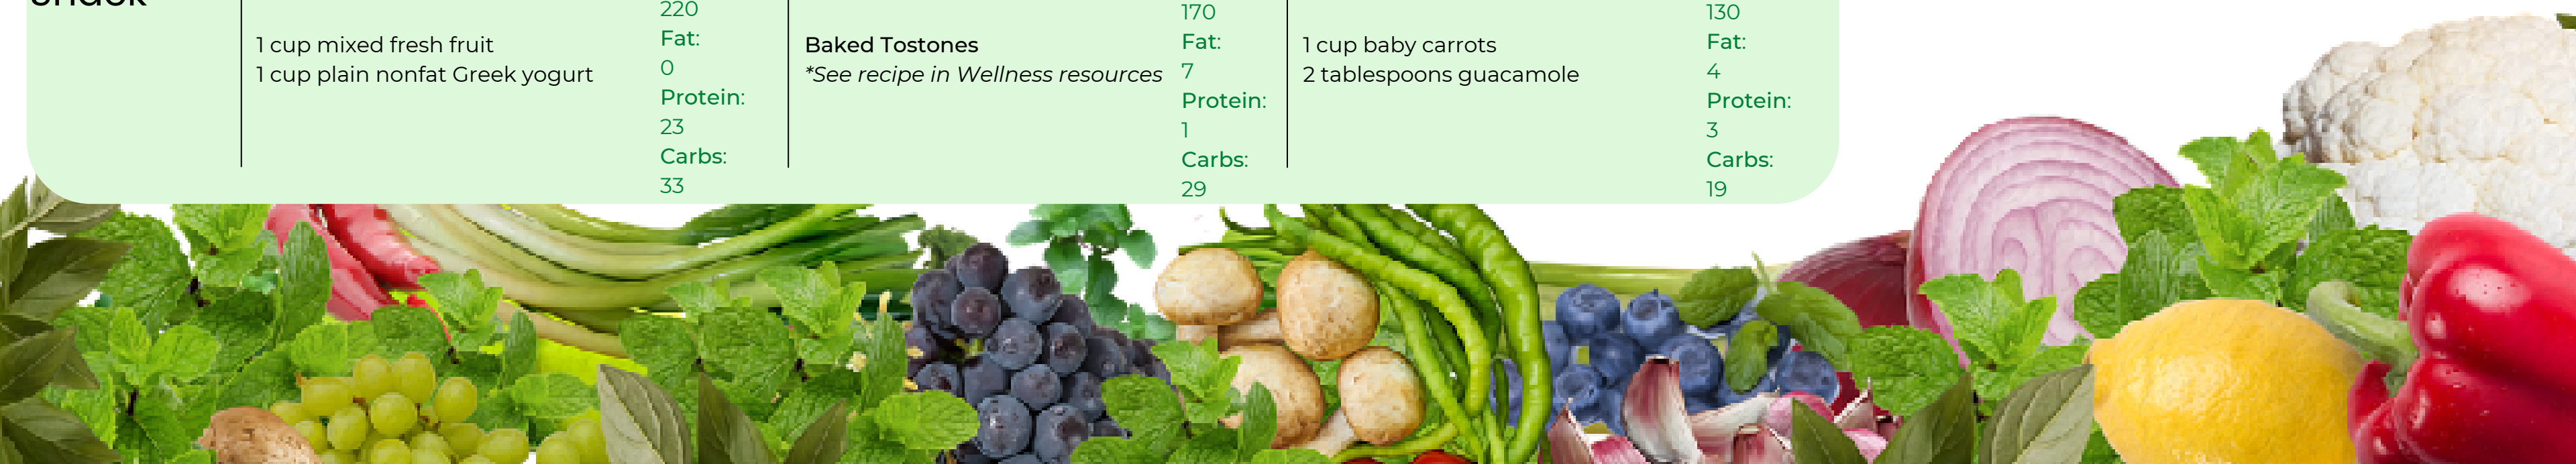 220
Fat:
0
Protein:
23
Carbs:
33
1 cup mixed fresh fruit
1 cup plain nonfat Greek yogurt
170
Fat:
7
Protein:
1
Carbs:
29
Baked Tostones
*See recipe in Wellness resources
130
Fat:
4
Protein:
3
Carbs:
19
1 cup baby carrots
2 tablespoons guacamole